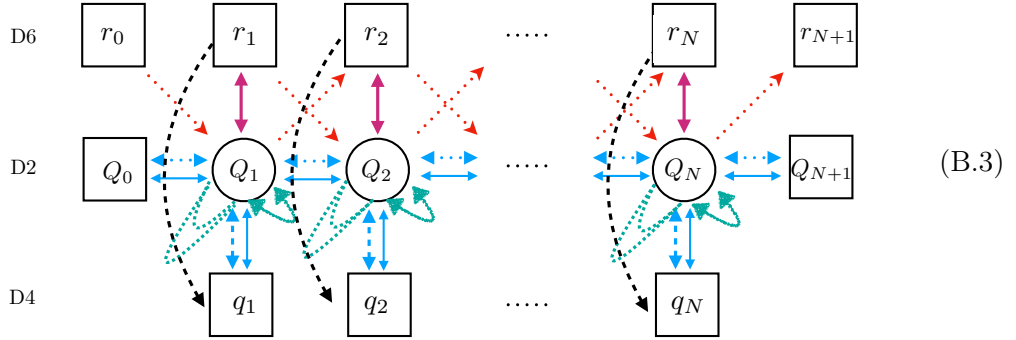 D6 r_0 r_1 r_2 ..... r_N r_{N+1}
D2 Q_0 Q_1 Q_2 ..... Q_N Q_{N+1} (B.3)
D4 q_1 q_2 ..... q_N